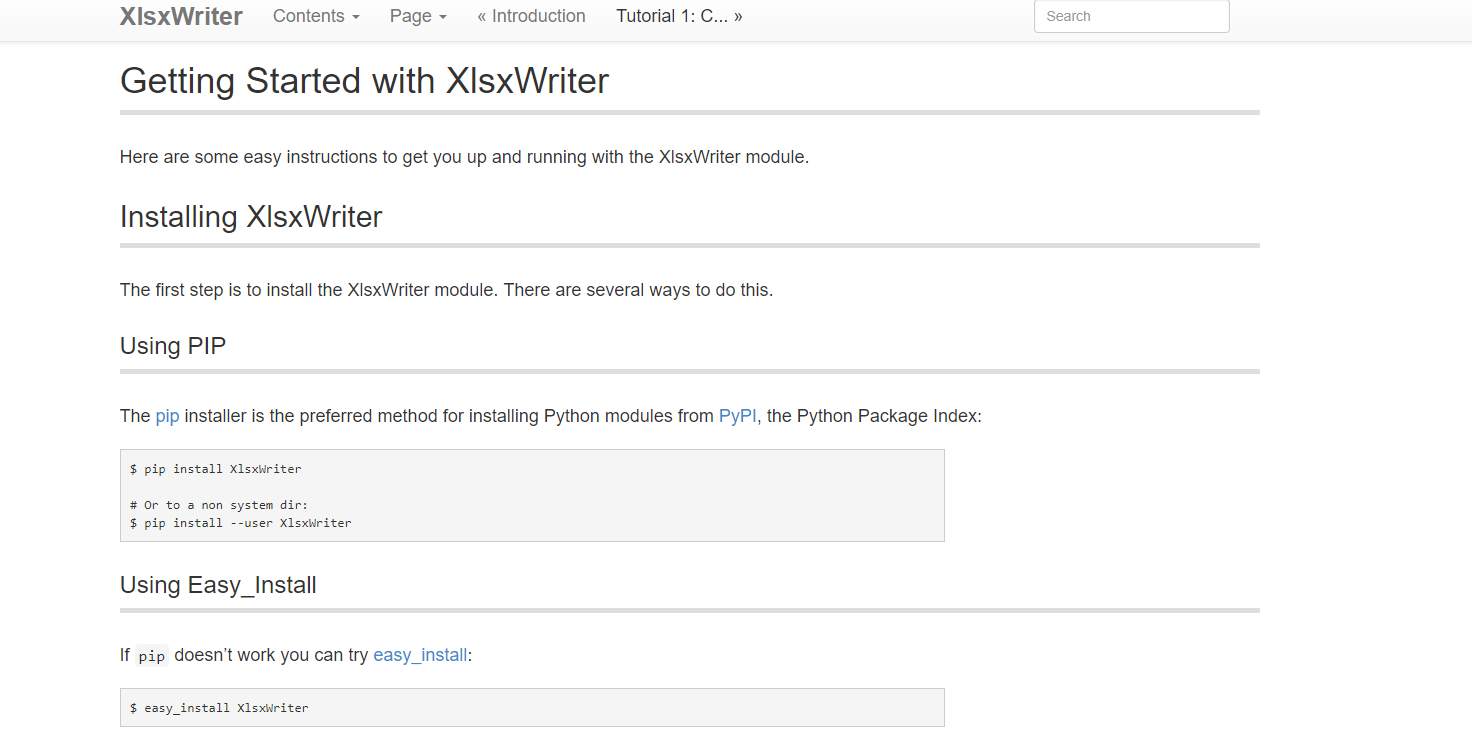 XlsxWriter Contents Page « Introduction Tutorial 1: C... » Search
Getting Started with XlsxWriter
Here are some easy instructions to get you up and running with the XlsxWriter module.
Installing XlsxWriter
The first step is to install the XlsxWriter module. There are several ways to do this.
Using PIP
The pip installer is the preferred method for installing Python modules from PyPI, the Python Package Index:
$ pip install XlsxWriter
# Or to a non system dir:
$ pip install --user XlsxWriter
Using Easy_Install
If pip doesn’t work you can try easy_install:
$ easy_install XlsxWriter